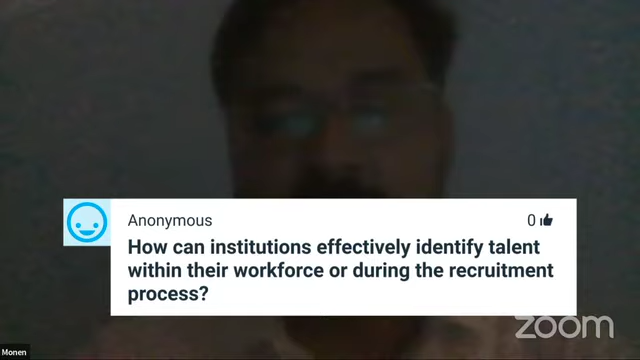 Anonymous
0
How can institutions effectively identify talent
within their workforce or during the recruitment
process?
zoom
Monen